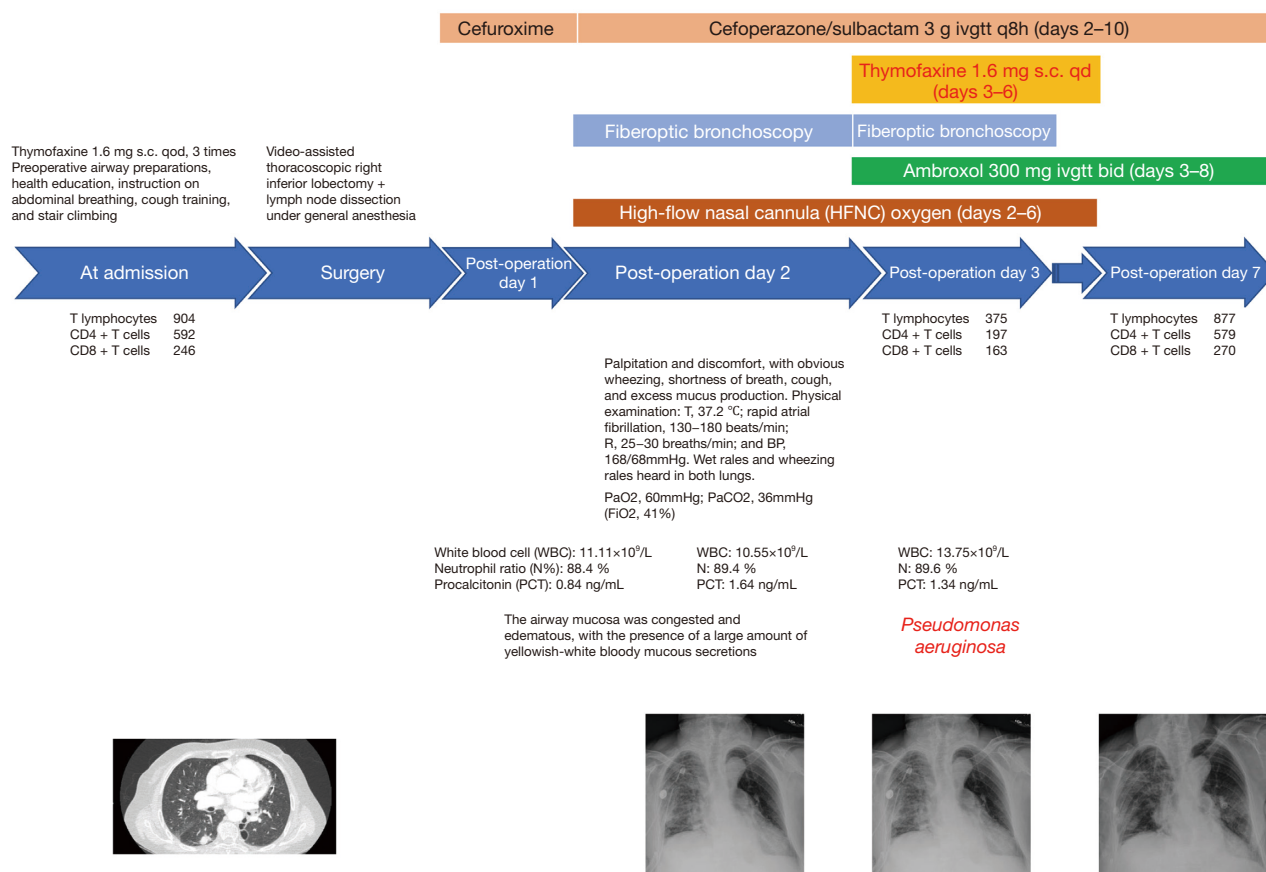 Cefuroxime
Cefoperazone/sulbactam 3 g ivgtt q8h (days 2–10)
Thymofaxine 1.6 mg s.c. qd
(days 3–6)
Fiberoptic bronchoscopy
Fiberoptic bronchoscopy
Thymofaxine 1.6 mg s.c. qod, 3 times
Preoperative airway preparations,
health education, instruction on
abdominal breathing, cough training,
and stair climbing
Video-assisted
thoracoscopic right
inferior lobectomy +
lymph node dissection
under general anesthesia
Ambroxol 300 mg ivgtt bid (days 3–8)
High-flow nasal cannula (HFNC) oxygen (days 2–6)
At admission
Surgery
Post-operation
day 1
Post-operation day 2
Post-operation day 3
Post-operation day 7
T lymphocytes 904
CD4 + T cells 592
CD8 + T cells 246
T lymphocytes 375
CD4 + T cells 197
CD8 + T cells 163
T lymphocytes 877
CD4 + T cells 579
CD8 + T cells 270
Palpitation and discomfort, with obvious
wheezing, shortness of breath, cough,
and excess mucus production. Physical
examination: T, 37.2 ℃; rapid atrial
fibrillation, 130–180 beats/min;
R, 25–30 breaths/min; and BP,
168/68mmHg. Wet rales and wheezing
rales heard in both lungs.
PaO2, 60mmHg; PaCO2, 36mmHg
(FiO2, 41%)
White blood cell (WBC): 11.11×10⁹/L
Neutrophil ratio (N%): 88.4 %
Procalcitonin (PCT): 0.84 ng/mL
WBC: 10.55×10⁹/L
N: 89.4 %
PCT: 1.64 ng/mL
WBC: 13.75×10⁹/L
N: 89.6 %
PCT: 1.34 ng/mL
The airway mucosa was congested and
edematous, with the presence of a large amount of
yellowish-white bloody mucous secretions
Pseudomonas
aeruginosa